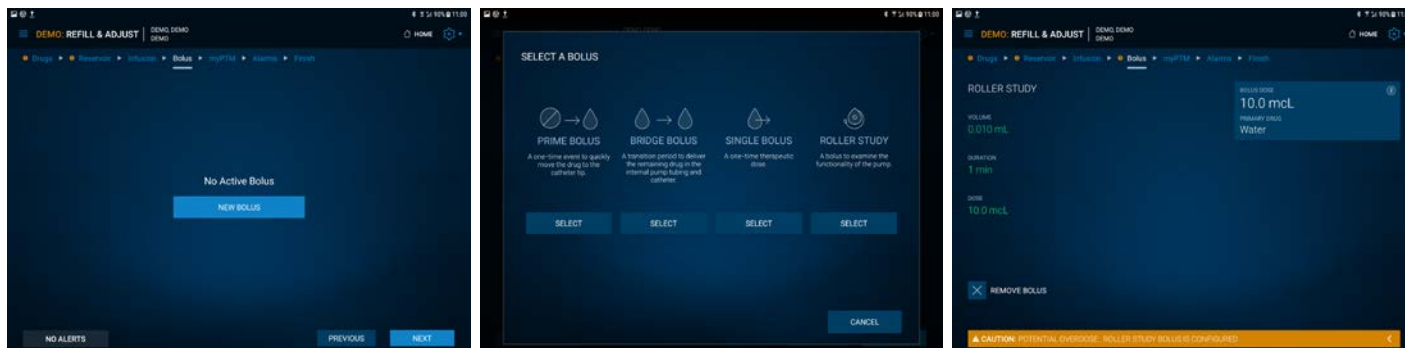 11:00
DEMO: REFILL & ADJUST
DEMO, DEMO
DEMO
HOME
Drugs
Reservoir
Infusion
Bolus
myPTM
Alarms
Finish
No Active Bolus
NEW BOLUS
NO ALERTS
PREVIOUS
NEXT
90% 11:00
SELECT A BOLUS
PRIME BOLUS
A one-time event to quickly
move the drug to the
catheter tip.
SELECT
BRIDGE BOLUS
A transition period to deliver
the remaining drug in the
internal pump tubing and
catheter.
SELECT
SINGLE BOLUS
A one-time therapeutic
dose.
SELECT
ROLLER STUDY
A bolus to examine the
functionality of the pump.
SELECT
CANCEL
DEMO: REFILL & ADJUST
DEMO, DEMO
DEMO
HOME
Drugs
Reservoir
Infusion
Bolus
myPTM
Alarms
Finish
ROLLER STUDY
VOLUME
0.010 mL
DURATION
1 min
DOSE
10.0 mcL
BOLUS DOSE
10.0 mcL
PRIMARY DRUG
Water
REMOVE BOLUS
CAUTION: POTENTIAL OVERDOSE: ROLLER STUDY BOLUS IS CONFIGURED